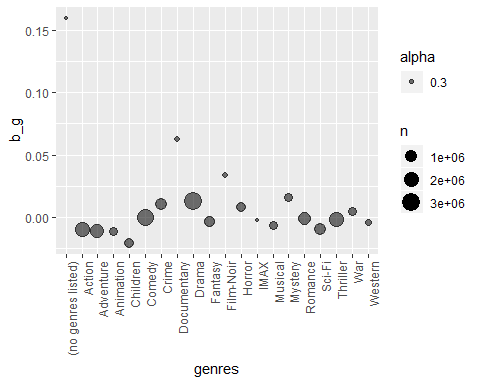 0.15
0.10
0.05
0.00
b_g
(no genres listed)
Action
Adventure
Animation
Children
Comedy
Crime
Documentary
Drama
Fantasy
Film-Noir
Horror
IMAX
Musical
Mystery
Romance
Sci-Fi
Thriller
War
Western
genres
alpha
0.3
n
1e+06
2e+06
3e+06